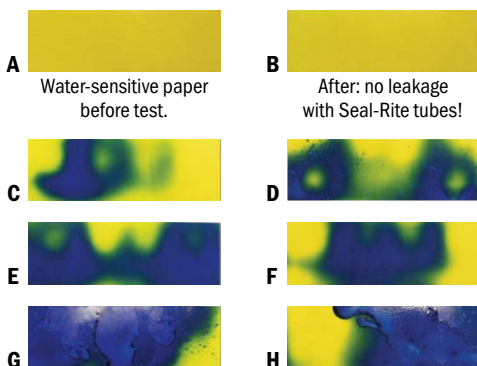 A
B
Water-sensitive paper
before test.
After: no leakage
with Seal-Rite tubes!
C
D
E
F
G
H